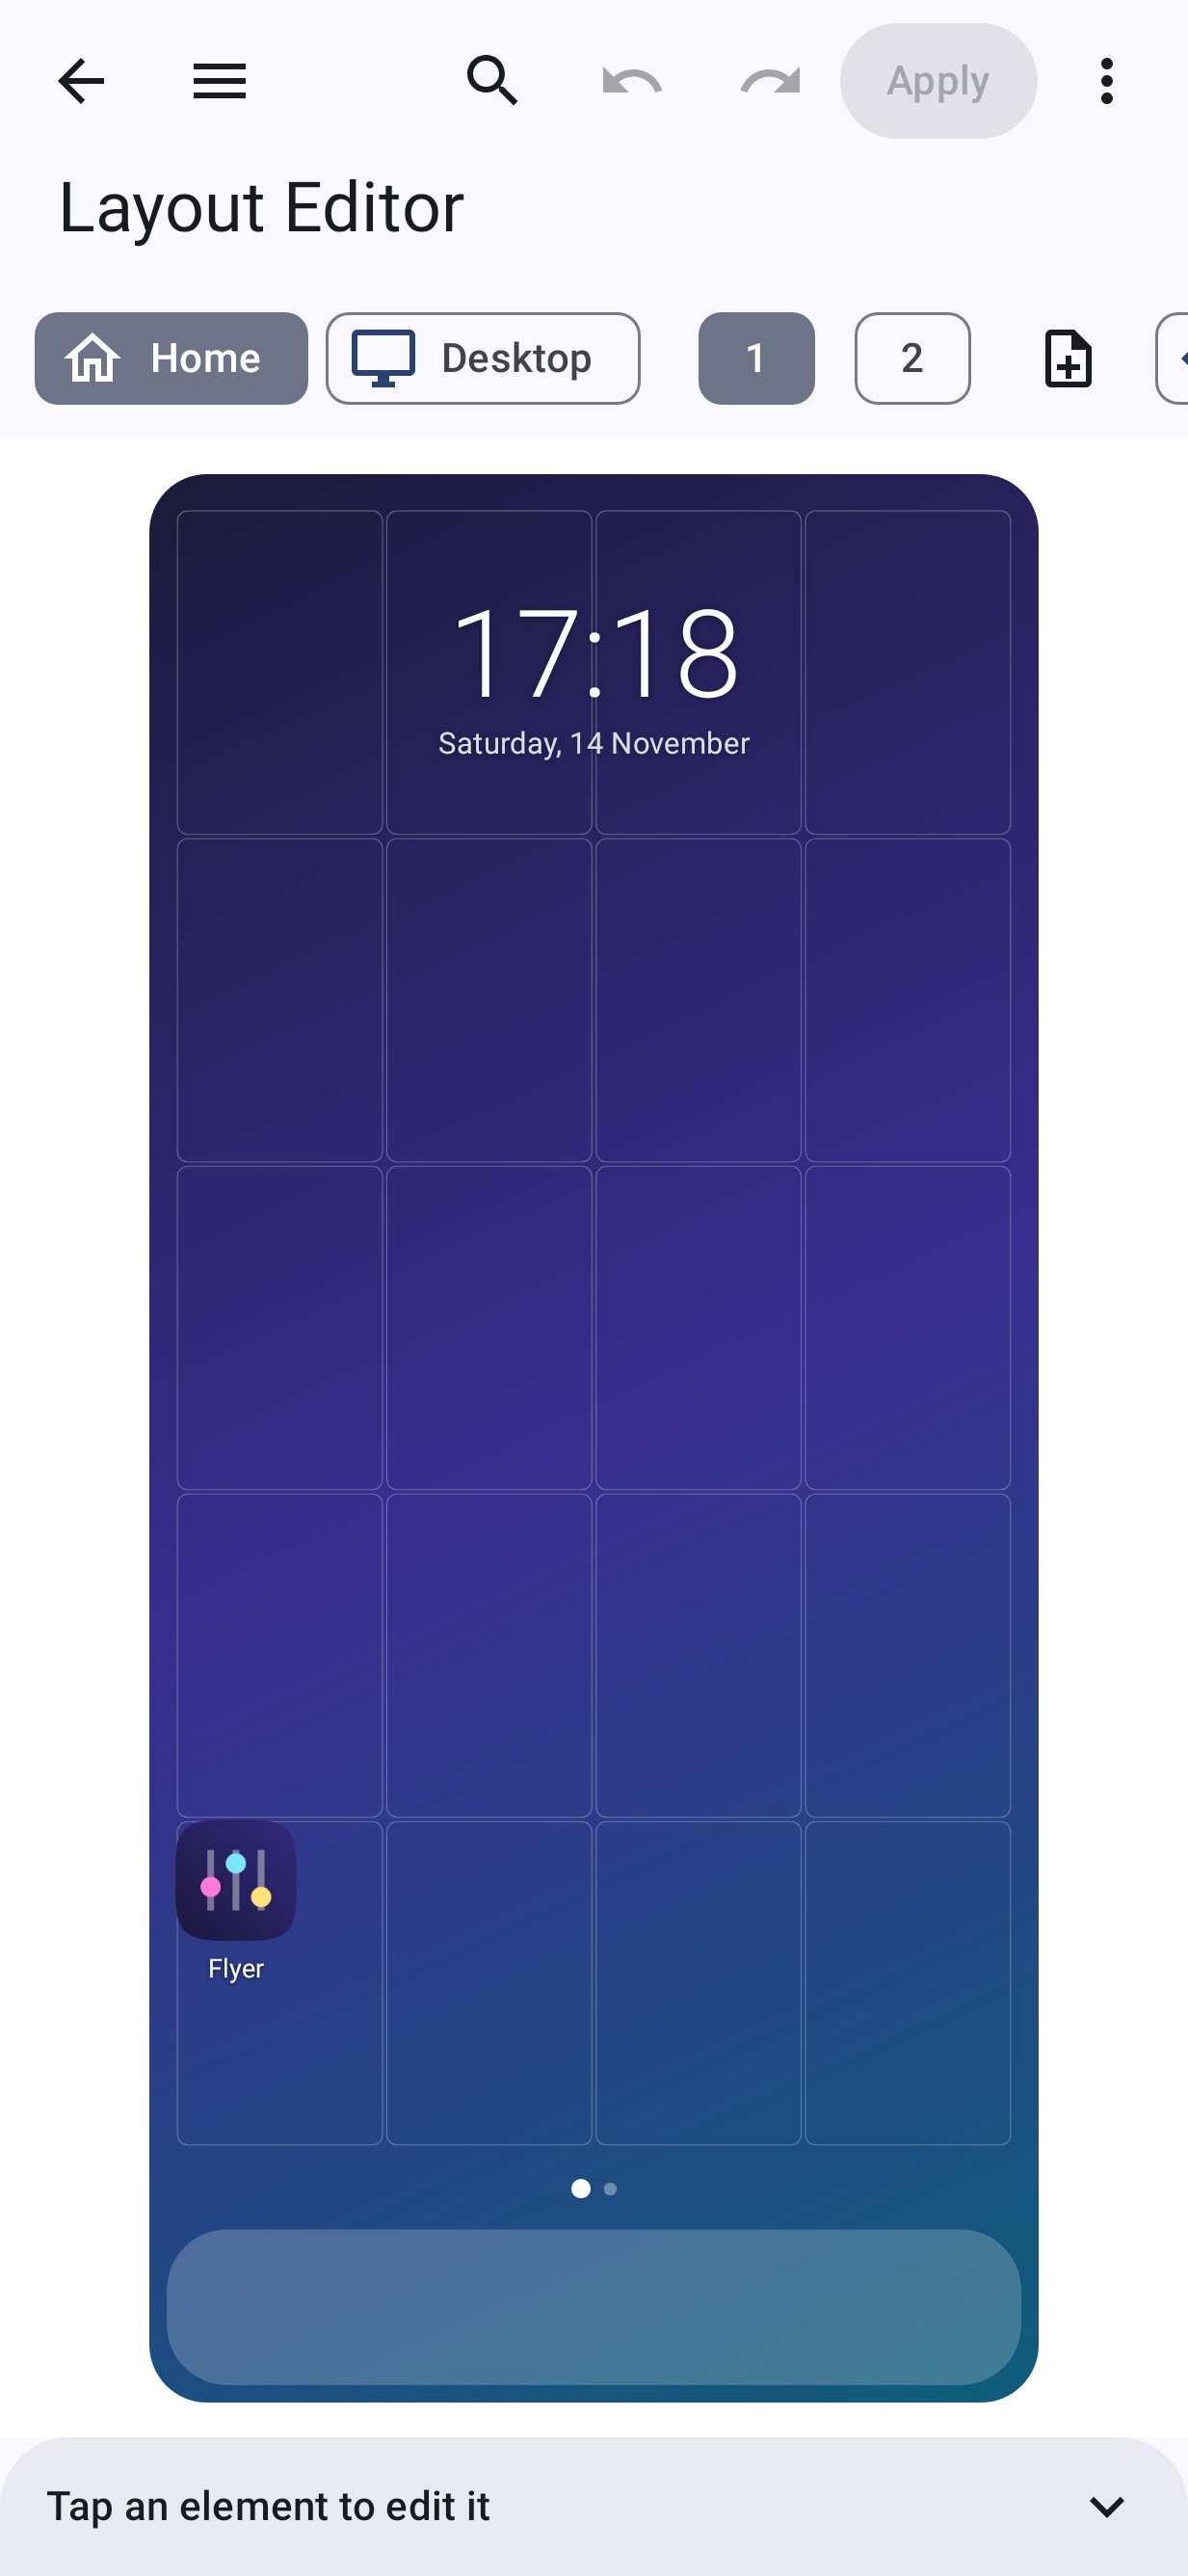 Apply
Layout Editor
Home
Desktop
1
2
17:18
Saturday, 14 November
Flyer
Tap an element to edit it